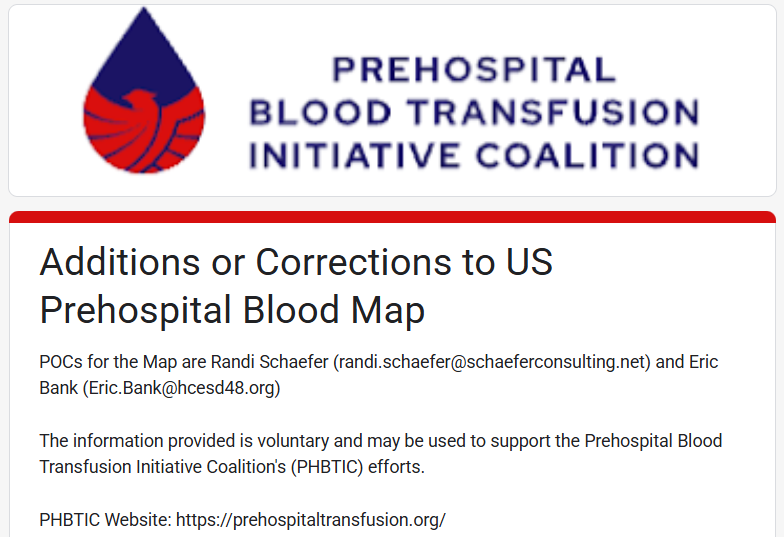 PREHOSPITAL
BLOOD TRANSFUSION
INITIATIVE COALITION
Additions or Corrections to US
Prehospital Blood Map
POCs for the Map are Randi Schaefer (randi.schaefer@schaeferconsulting.net) and Eric
Bank (Eric.Bank@hcesd48.org)
The information provided is voluntary and may be used to support the Prehospital Blood
Transfusion Initiative Coalition's (PHBTIC) efforts.
PHBTIC Website: https://prehospitaltransfusion.org/